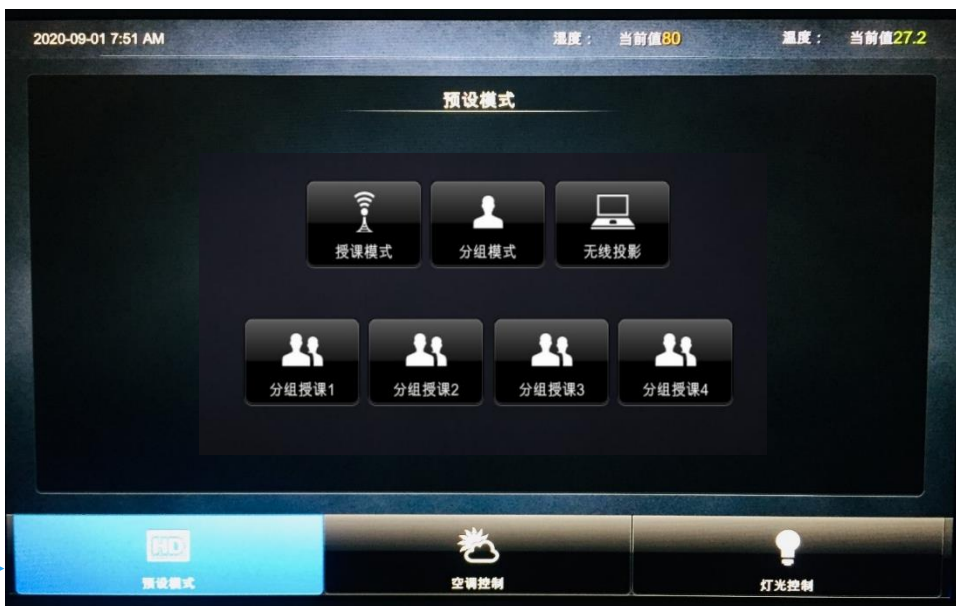 2020-09-01 7:51 AM 湿度： 当前值80 温度： 当前值27.2
预设模式
授课模式 分组模式 无线投影
分组授课1 分组授课2 分组授课3 分组授课4
HD
预设模式 空调控制 灯光控制